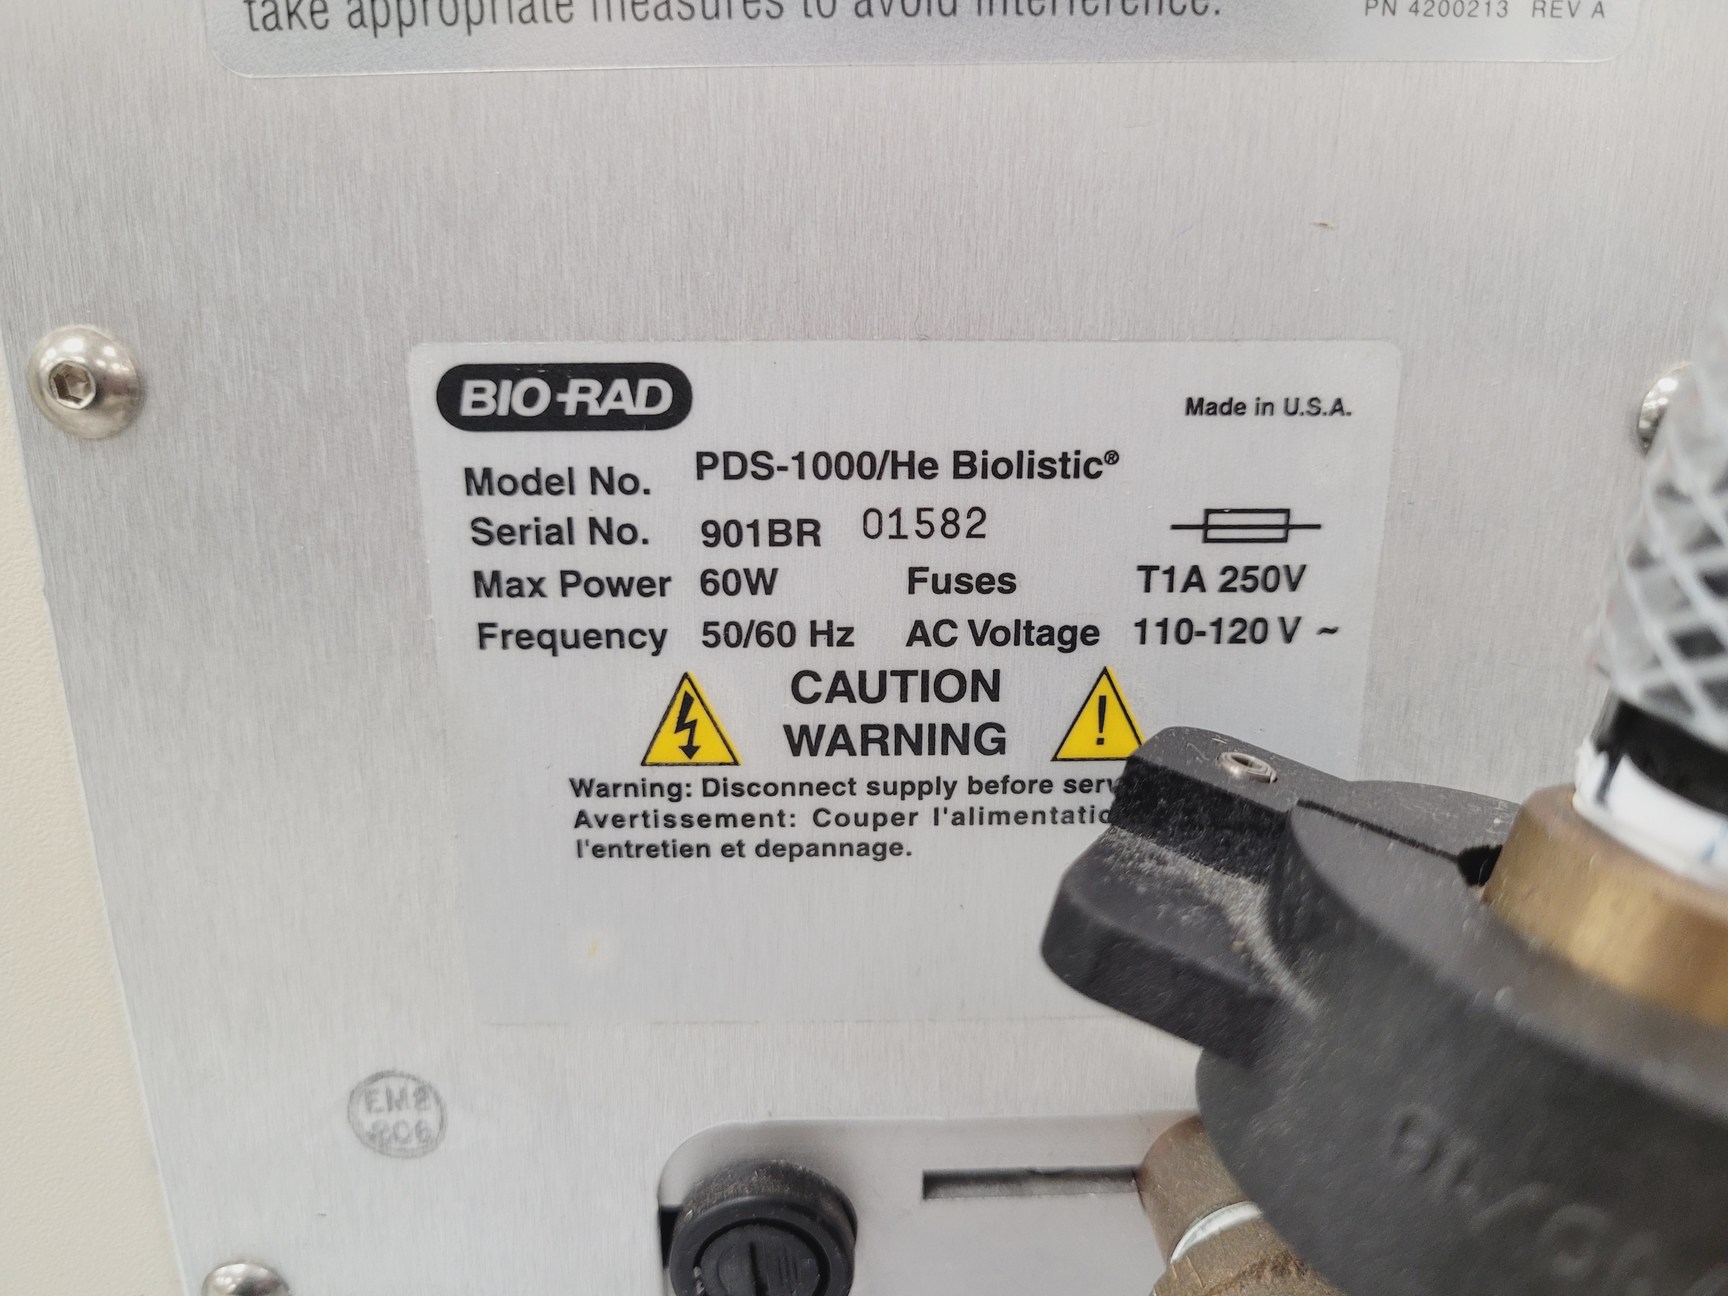 take appropriate measures to avoid interference.
PN 4200213 REV A
BIO-RAD
Made in U.S.A.
Model No. PDS-1000/He Biolistic®
Serial No. 901BR 01582
Max Power 60W Fuses T1A 250V
Frequency 50/60 Hz AC Voltage 110-120 V ~
CAUTION
WARNING
Warning: Disconnect supply before
Avertissement: Couper
l'entretien et depannage.